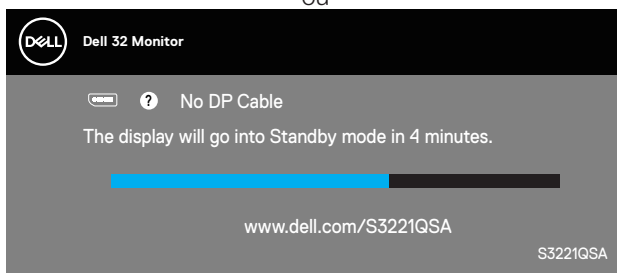 ou
DELL
Dell 32 Monitor
? No DP Cable
The display will go into Standby mode in 4 minutes.
www.dell.com/S3221QSA
S3221QSA